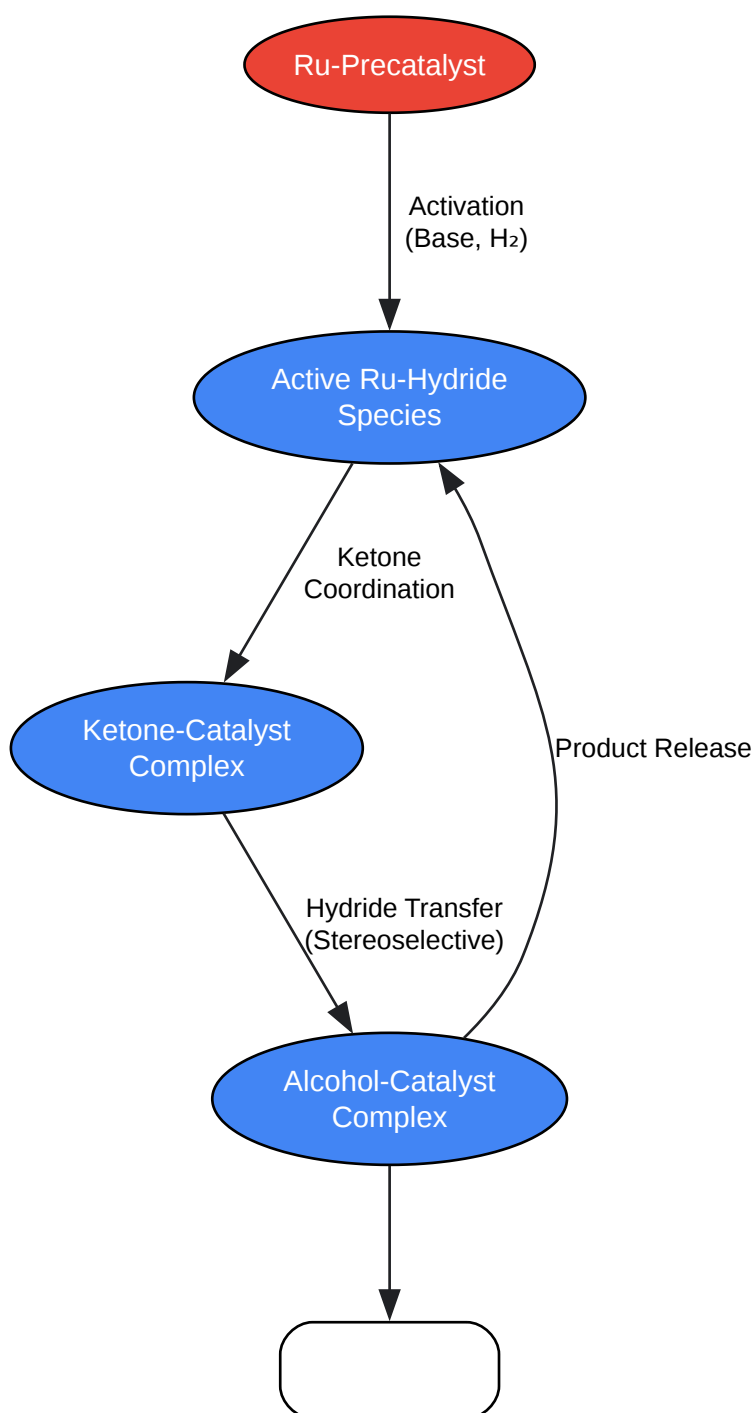 Ru-Precatalyst
Activation
(Base, H₂)
Active Ru-Hydride
Species
Ketone
Coordination
Ketone-Catalyst
Complex
Product Release
Hydride Transfer
(Stereoselective)
Alcohol-Catalyst
Complex